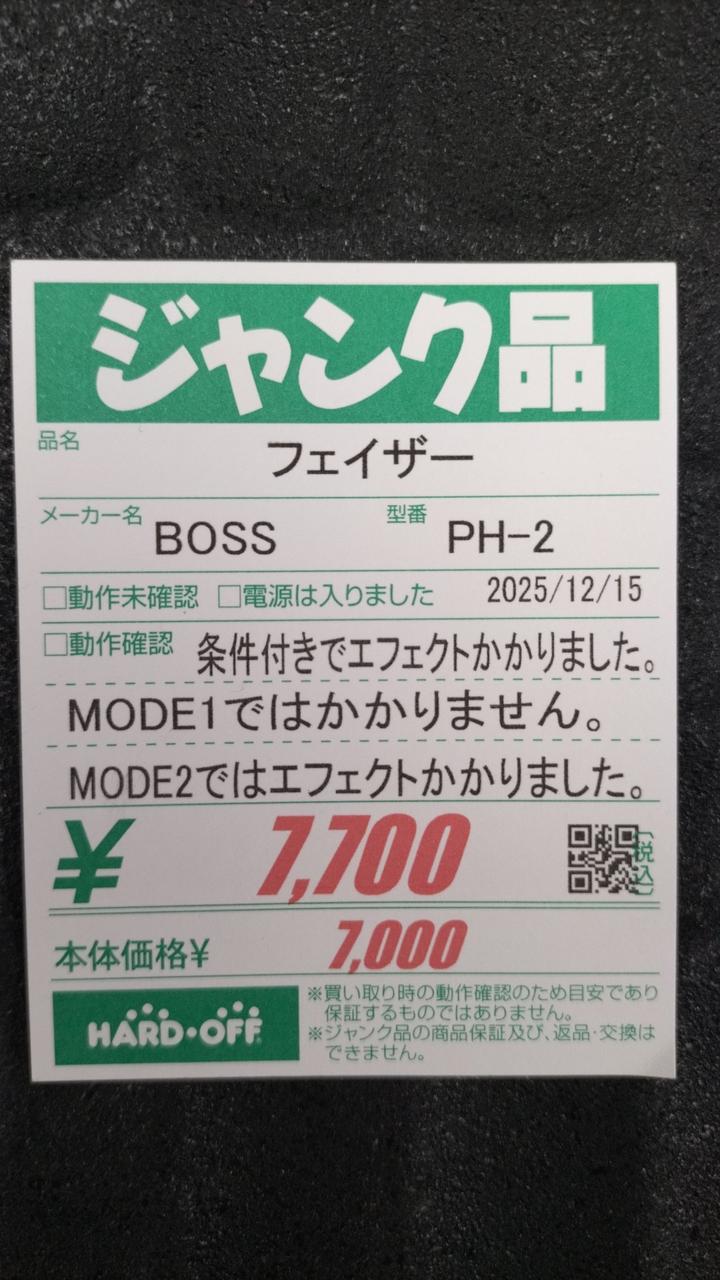 ジャンク品
品名 フェイザー
メーカー名 BOSS 型番 PH-2
□動作未確認 □電源は入りました 2025/12/15
□動作確認 条件付きでエフェクトかかりました。
MODE1ではかかりません。
MODE2ではエフェクトかかりました。
¥ 7,700 (税込)
本体価格¥ 7,000
HARD・OFF
※買い取り時の動作確認のため目安であり
保証するものではありません。
※ジャンク品の商品保証及び、返品・交換は
できません。